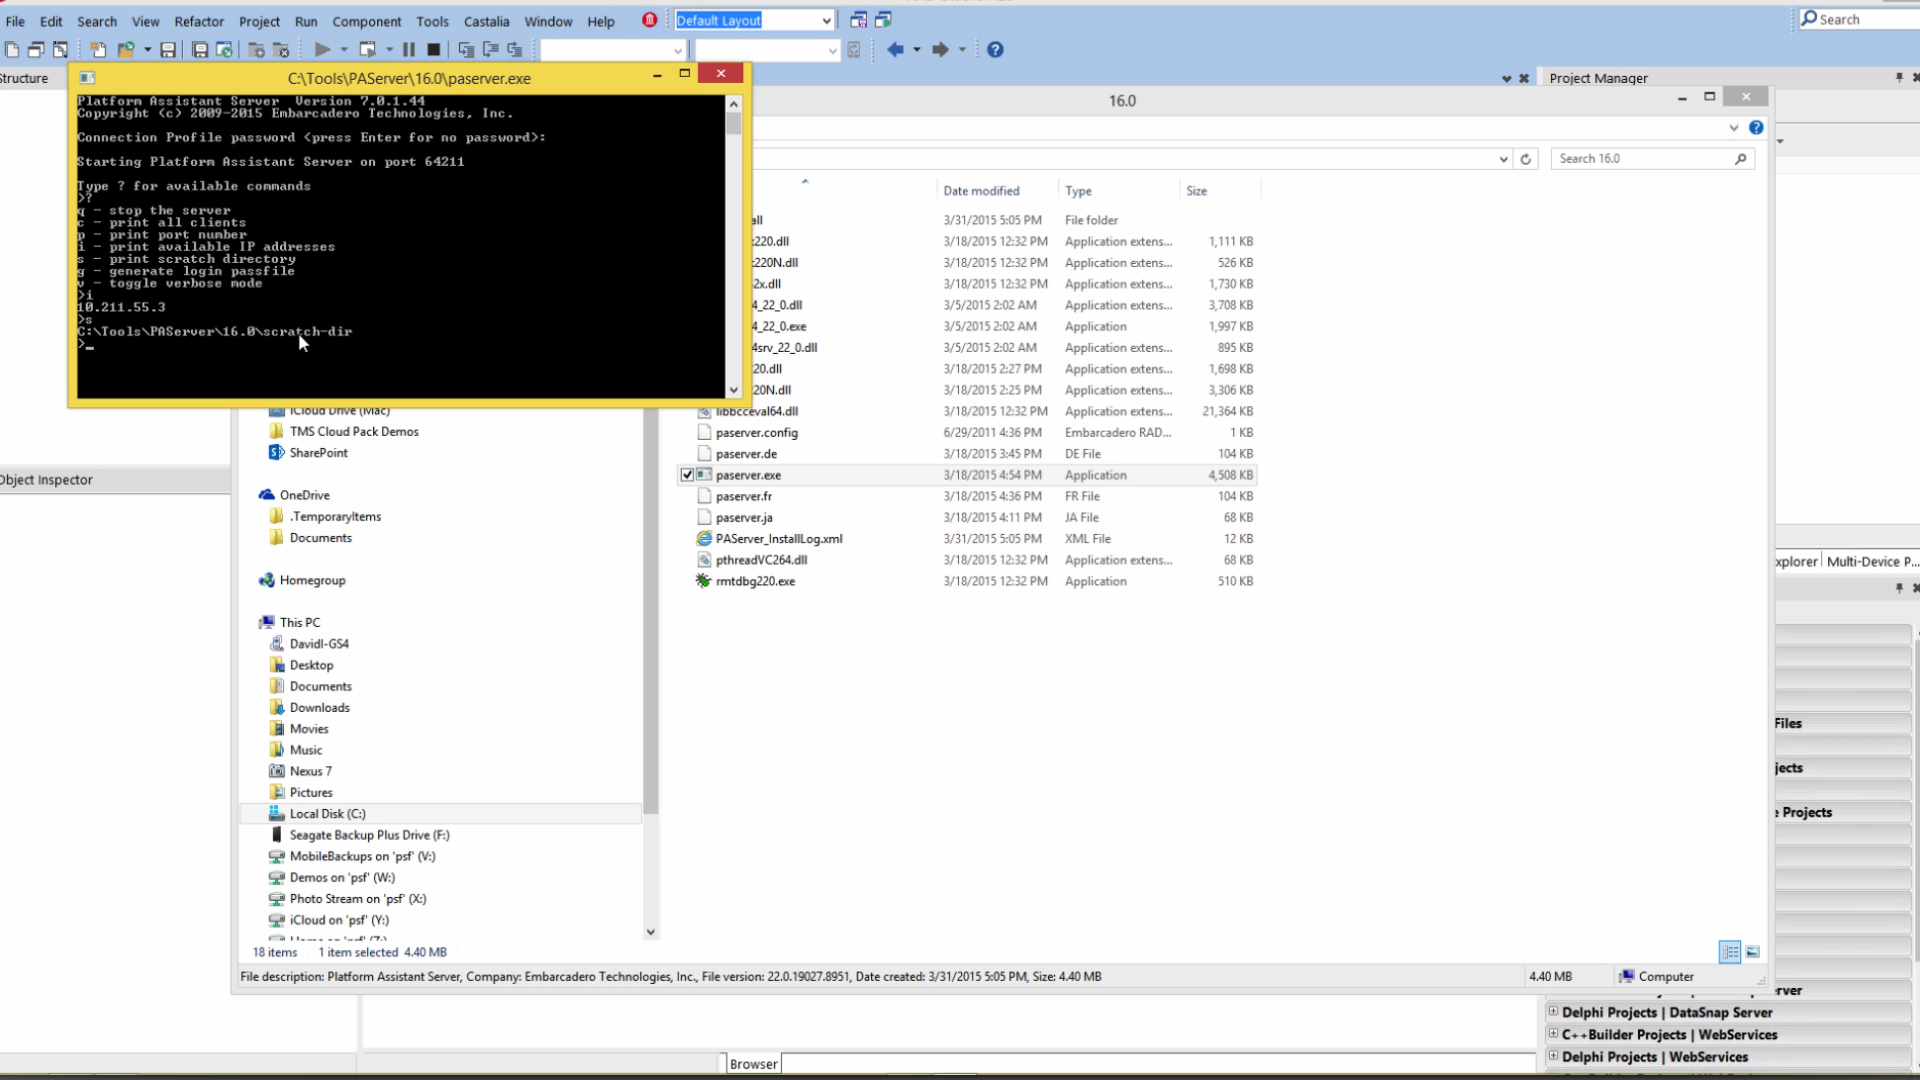 File Edit Search View Refactor Project Run Component Tools Castalia Window Help Default Layout Search
Structure
Project Manager
C:\Tools\PAServer\16.0\paserver.exe
Platform Assistant Server Version 7.0.1.44
Copyright (c) 2009-2015 Embarcadero Technologies, Inc.
Connection Profile password <press Enter for no password>:
Starting Platform Assistant Server on port 64211
Type ? for available commands
>?
q - stop the server
c - print all clients
p - print port number
i - print available IP addresses
s - print scratch directory
g - generate login passfile
v - toggle verbose mode
>i
10.211.55.3
>s
C:\Tools\PAServer\16.0\scratch-dir
>_
16.0
Search 16.0
Date modified Type Size
all 3/31/2015 5:05 PM File folder
220.dll 3/18/2015 12:32 PM Application extens... 1,111 KB
220N.dll 3/18/2015 12:32 PM Application extens... 526 KB
2x.dll 3/18/2015 12:32 PM Application extens... 1,730 KB
4_22_0.dll 3/5/2015 2:02 AM Application extens... 3,708 KB
4_22_0.exe 3/5/2015 2:02 AM Application 1,997 KB
4srv_22_0.dll 3/5/2015 2:02 AM Application extens... 895 KB
20.dll 3/18/2015 2:27 PM Application extens... 1,698 KB
20N.dll 3/18/2015 2:25 PM Application extens... 3,306 KB
libbcceval64.dll 3/18/2015 12:32 PM Application extens... 21,364 KB
paserver.config 6/29/2011 4:36 PM Embarcadero RAD... 1 KB
paserver.de 3/18/2015 3:45 PM DE File 104 KB
paserver.exe 3/18/2015 4:54 PM Application 4,508 KB
paserver.fr 3/18/2015 4:36 PM FR File 104 KB
paserver.ja 3/18/2015 4:11 PM JA File 68 KB
PAServer_InstallLog.xml 3/31/2015 5:05 PM XML File 12 KB
pthreadVC264.dll 3/18/2015 12:32 PM Application extens... 68 KB
rmtdbg220.exe 3/18/2015 12:32 PM Application 510 KB
iCloud Drive (Mac)
TMS Cloud Pack Demos
SharePoint
OneDrive
.TemporaryItems
Documents
Homegroup
This PC
DavidI-GS4
Desktop
Documents
Downloads
Movies
Music
Nexus 7
Pictures
Local Disk (C:)
Seagate Backup Plus Drive (F:)
MobileBackups on 'psf' (V:)
Demos on 'psf' (W:)
Photo Stream on 'psf' (X:)
iCloud on 'psf' (Y:)
18 items 1 item selected 4.40 MB
File description: Platform Assistant Server, Company: Embarcadero Technologies, Inc., File version: 22.0.19027.8951, Date created: 3/31/2015 5:05 PM, Size: 4.40 MB 4.40 MB Computer
Object Inspector
xplorer Multi-Device P...
Files
jects
e Projects
rver
Delphi Projects | DataSnap Server
C++Builder Projects | WebServices
Delphi Projects | WebServices
Browser